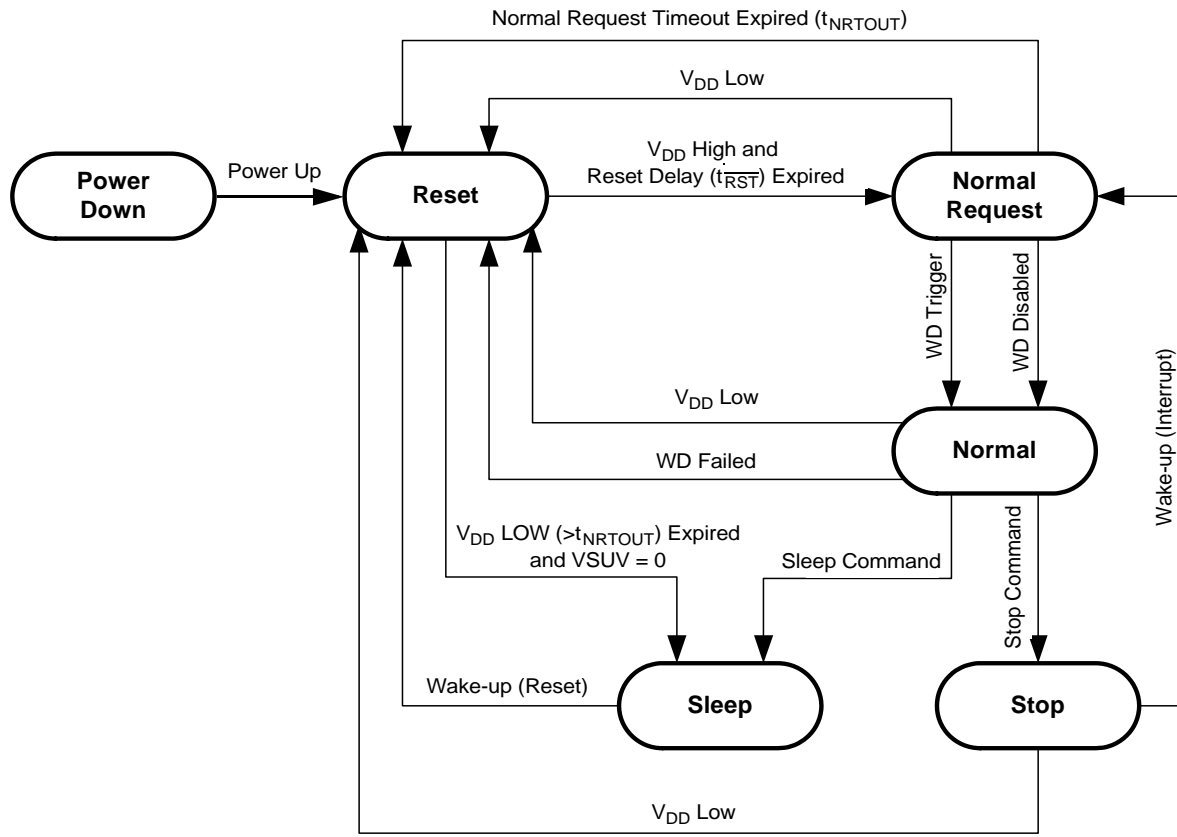 Normal Request Timeout Expired (tNRTOUT)
VDD Low
Power
Down
Power Up
Reset
VDD High and
Reset Delay (tRST) Expired
Normal
Request
WD Trigger
WD Disabled
VDD Low
Normal
WD Failed
Wake-up (Interrupt)
VDD LOW (>tNRTOUT) Expired
and VSUV = 0
Sleep Command
Stop Command
Wake-up (Reset)
Sleep
Stop
VDD Low